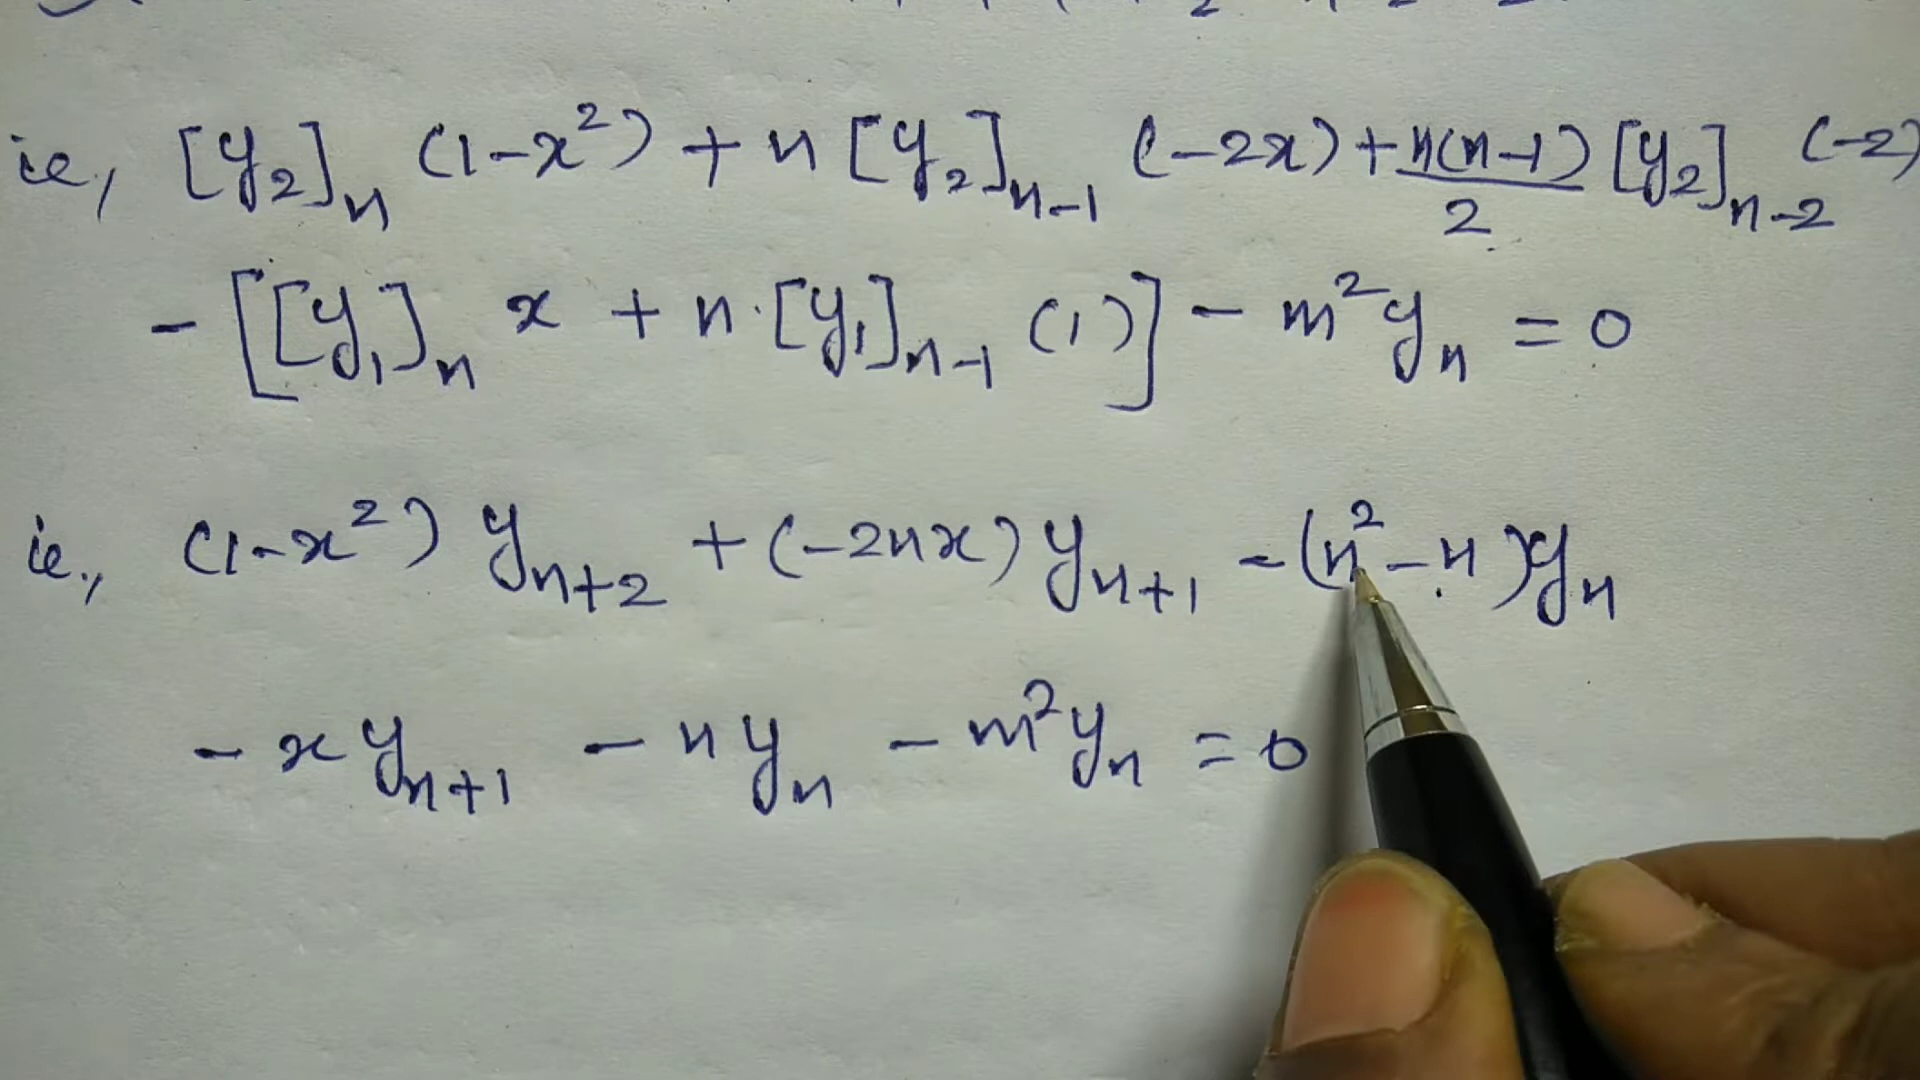 ie, [y₂]ₙ (1-x²) + n [y₂]ₙ₋₁ (-2x) + n(n-1)/2 [y₂]ₙ₋₂ (-2)
- [[y₁]ₙ x + n·[y₁]ₙ₋₁ (1)] - m²yₙ = 0
ie., (1-x²) yₙ₊₂ + (-2nx) yₙ₊₁ - (n² - n)yₙ
- x yₙ₊₁ - n yₙ - m²yₙ = 0